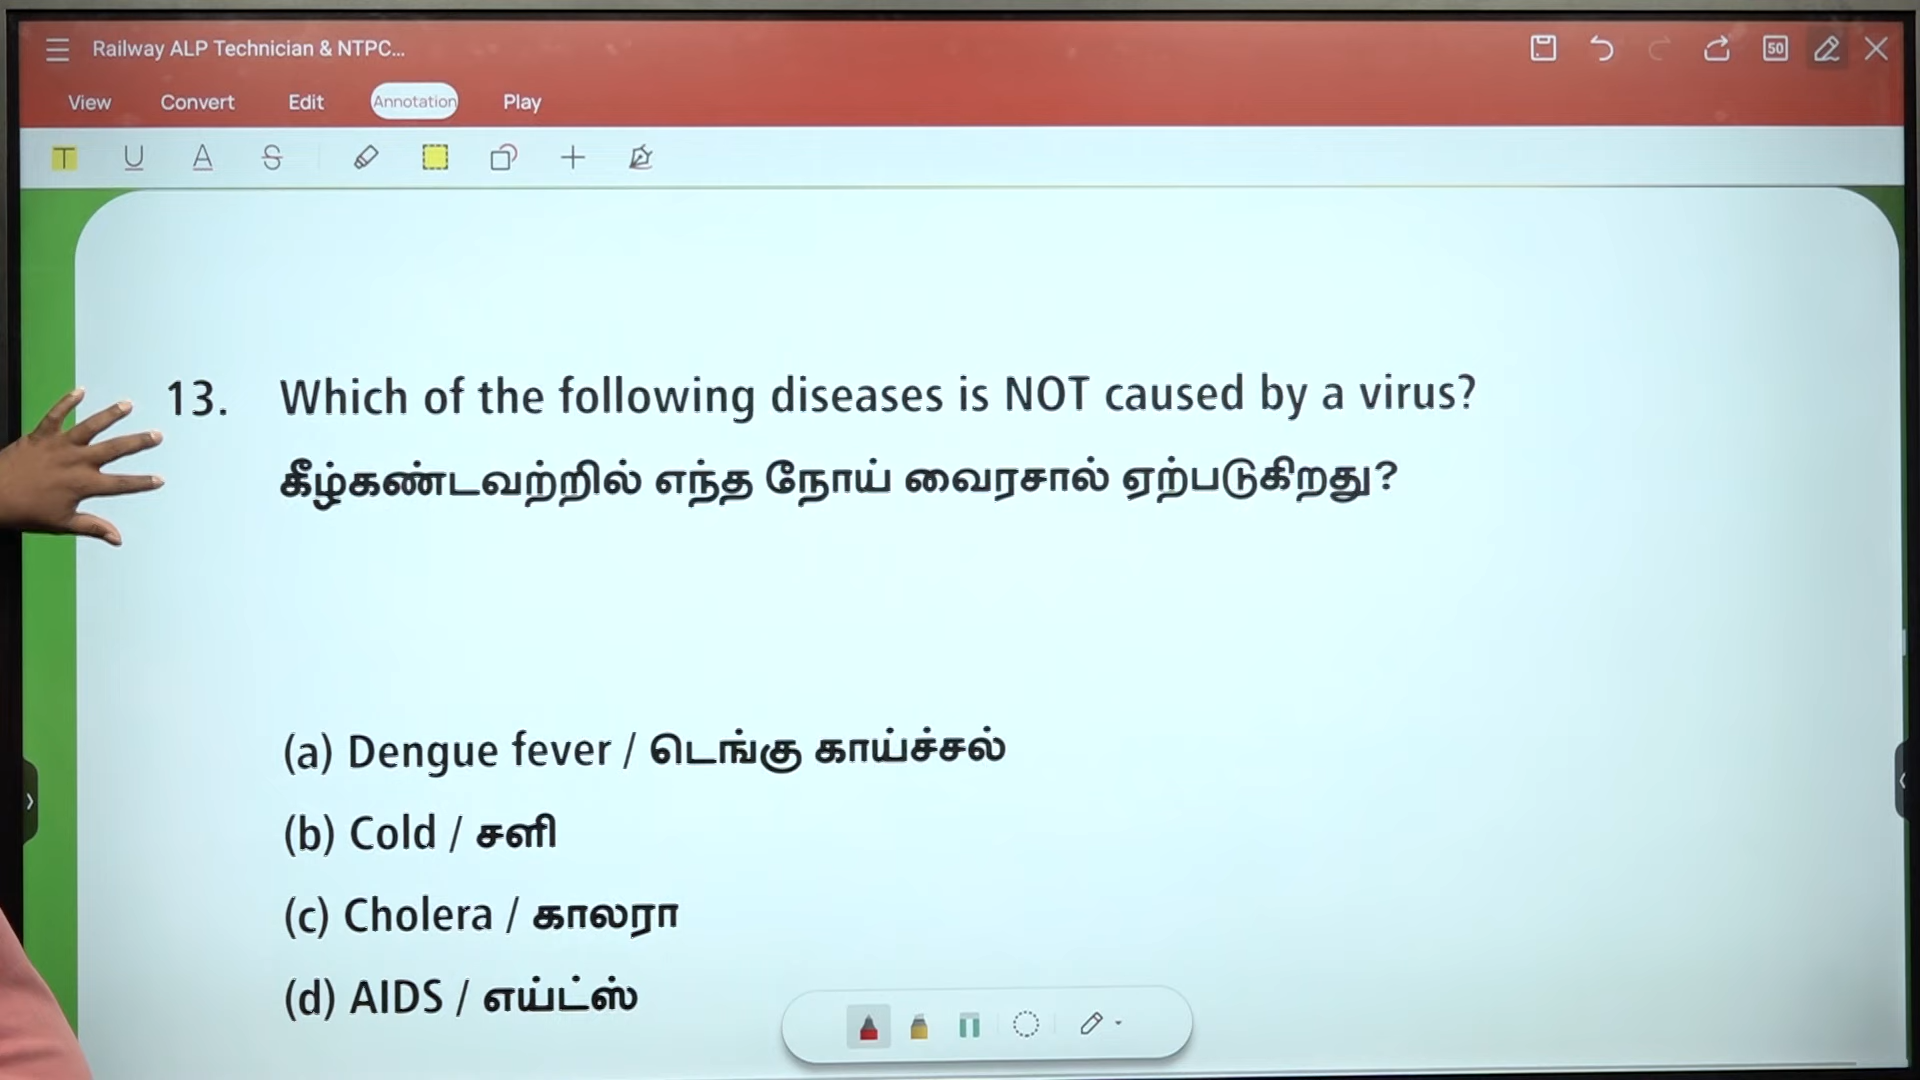 Railway ALP Technician & NTPC...
50
View Convert Edit Annotation Play
T U A S
13. Which of the following diseases is NOT caused by a virus?
கீழ்கண்டவற்றில் எந்த நோய் வைரசால் ஏற்படுகிறது?
(a) Dengue fever / டெங்கு காய்ச்சல்
(b) Cold / சளி
(c) Cholera / காலரா
(d) AIDS / எய்ட்ஸ்